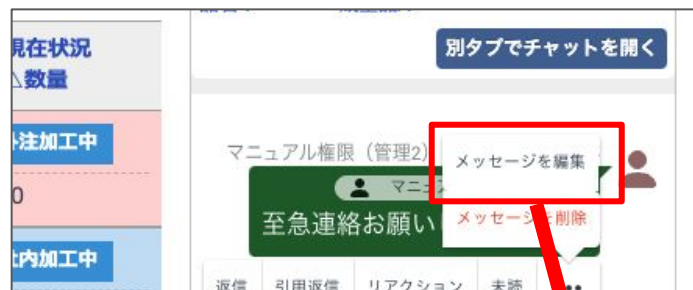 別タブでチャットを開く
現在状況
数量
外注加工中
0
社内加工中
マニュアル権限（管理2）
メッセージを編集
至急連絡お願い
メッセージを削除
返信 引用返信 リアクション 未読